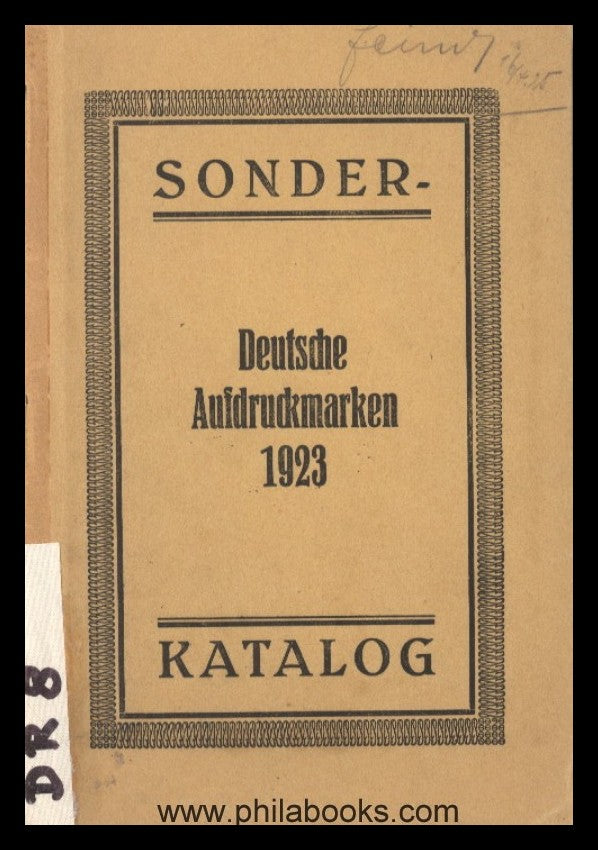 SONDER-
Deutsche
Aufdruckmarken
1923
KATALOG
DR 8
www.philabooks.com